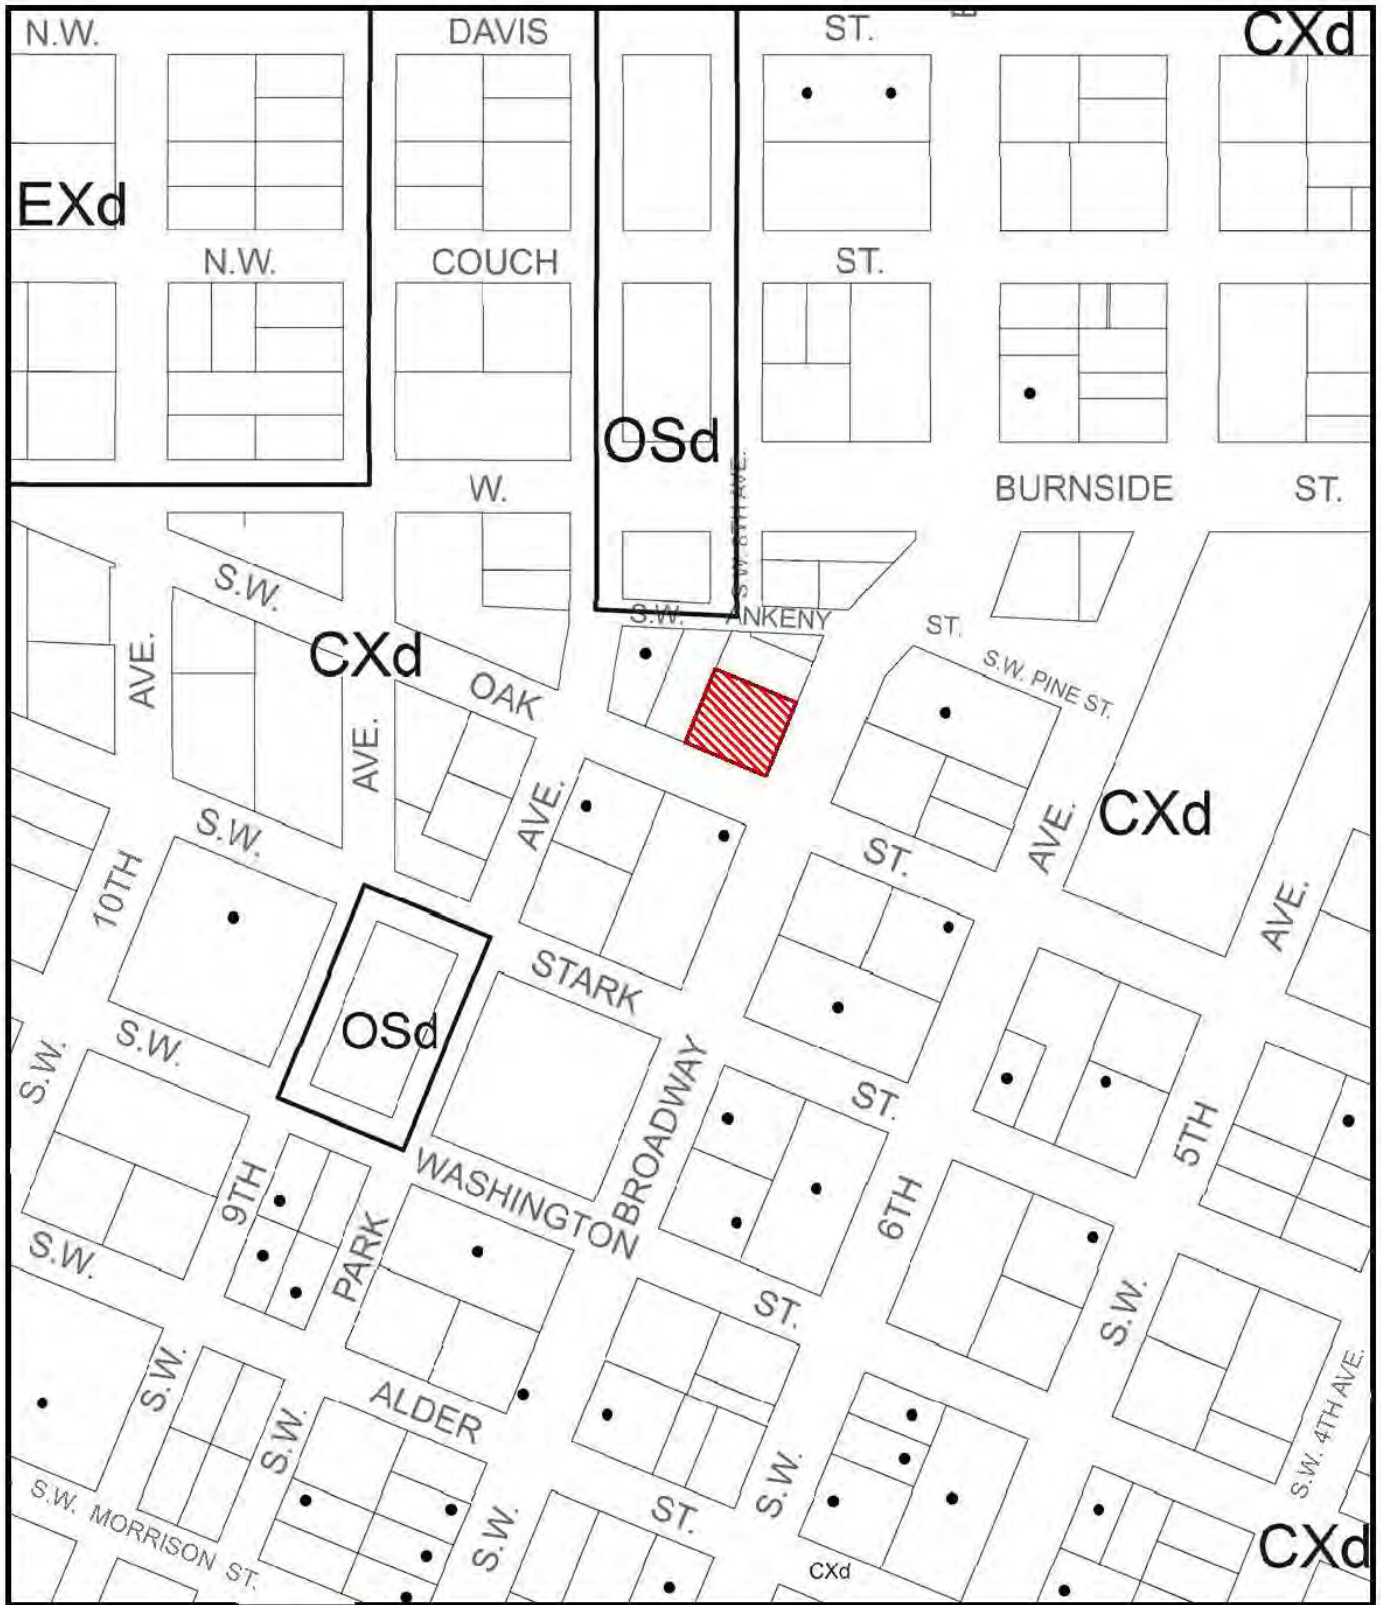 N.W.
DAVIS
ST.
CXd
EXd
N.W.
COUCH
ST.
OSd
S.W. 8TH AVE.
W.
BURNSIDE
ST.
S.W.
S.W.
ANKENY
ST.
S.W. PINE ST.
CXd
AVE.
OAK
AVE.
AVE.
CXd
AVE.
S.W.
ST.
10TH
AVE.
STARK
OSd
S.W.
S.W.
BROADWAY
ST.
5TH
9TH
WASHINGTON
6TH
PARK
S.W.
ST.
S.W.
S.W.
ALDER
S.W. 4TH AVE.
S.W.
S.W.
S.W.
ST.
S.W. MORRISON ST.
CXd
CXd